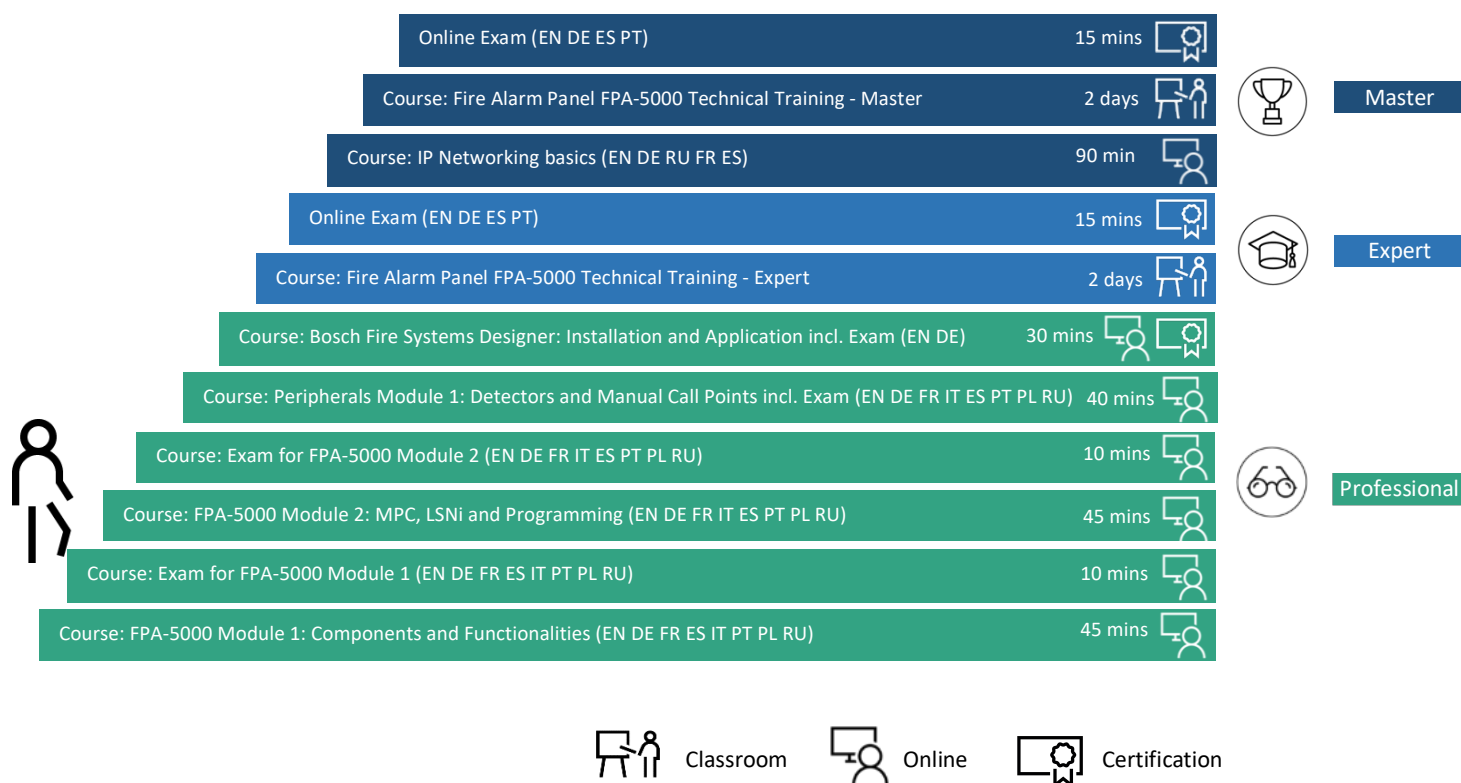 Online Exam (EN DE ES PT) 15 mins
Course: Fire Alarm Panel FPA-5000 Technical Training - Master 2 days
Master
Course: IP Networking basics (EN DE RU FR ES) 90 min
Online Exam (EN DE ES PT) 15 mins
Expert
Course: Fire Alarm Panel FPA-5000 Technical Training - Expert 2 days
Course: Bosch Fire Systems Designer: Installation and Application incl. Exam (EN DE) 30 mins
Course: Peripherals Module 1: Detectors and Manual Call Points incl. Exam (EN DE FR IT ES PT PL RU) 40 mins
Course: Exam for FPA-5000 Module 2 (EN DE FR IT ES PT PL RU) 10 mins
Professional
Course: FPA-5000 Module 2: MPC, LSNi and Programming (EN DE FR IT ES PT PL RU) 45 mins
Course: Exam for FPA-5000 Module 1 (EN DE FR ES IT PT PL RU) 10 mins
Course: FPA-5000 Module 1: Components and Functionalities (EN DE FR ES IT PT PL RU) 45 mins
Classroom Online Certification